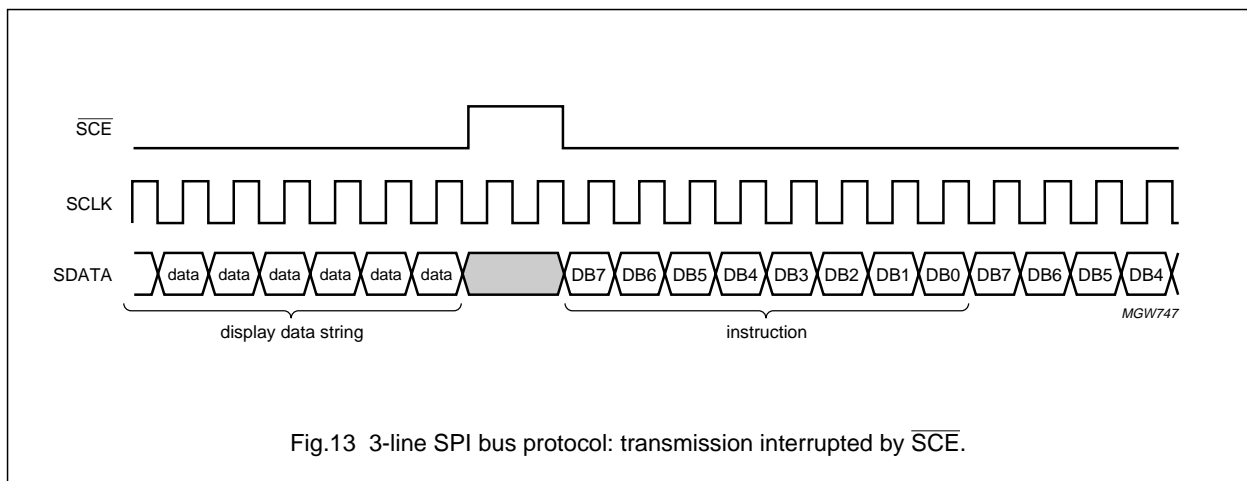 SCE
SCLK
SDATA data data data data data data DB7 DB6 DB5 DB4 DB3 DB2 DB1 DB0 DB7 DB6 DB5 DB4
MGW747
display data string instruction
Fig.13 3-line SPI bus protocol: transmission interrupted by SCE.